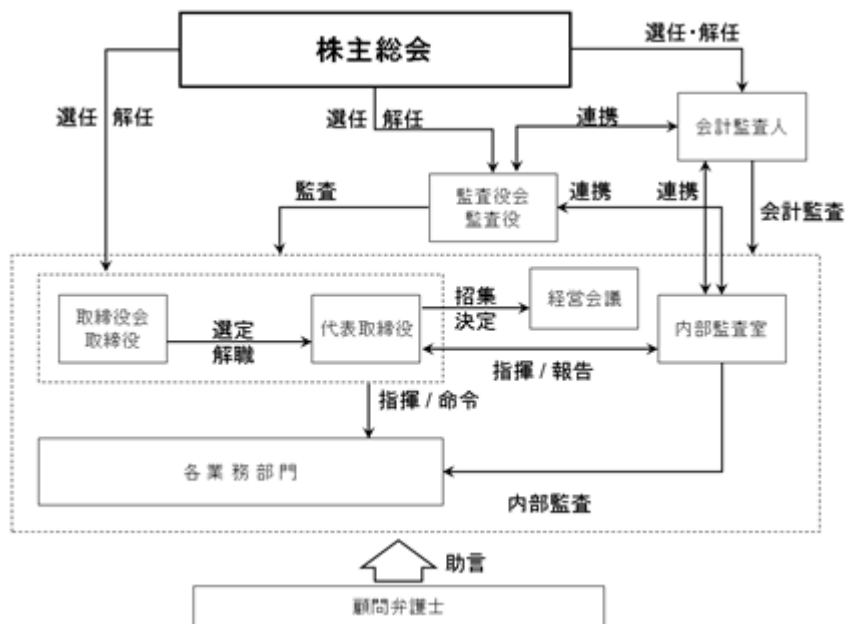 株主総会
選任・解任
選任 解任
選任 解任
連携
会計監査人
監査
監査役会
監査役
連携
連携
会計監査
取締役会
取締役
選定
解職
代表取締役
招集
決定
経営会議
内部監査室
指揮 / 報告
指揮 / 命令
各業務部門
内部監査
助言
顧問弁護士